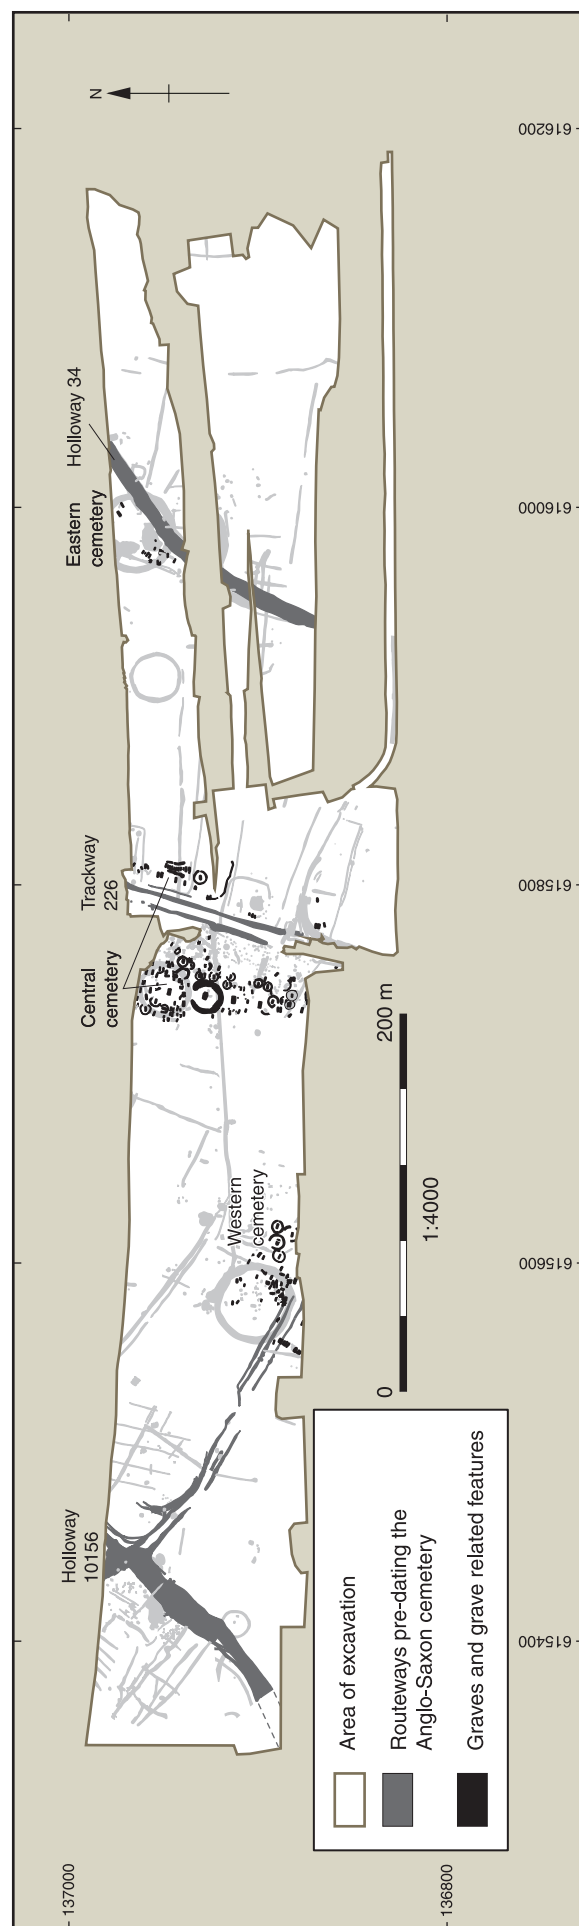 N
616200
Holloway 34
Eastern
cemetery
616000
Trackway
226
615800
Central
cemetery
200 m
1:4000
0
Western
cemetery
615600
Holloway
10156
615400
Area of excavation
Routeways pre-dating the
Anglo-Saxon cemetery
Graves and grave related features
137000
136800